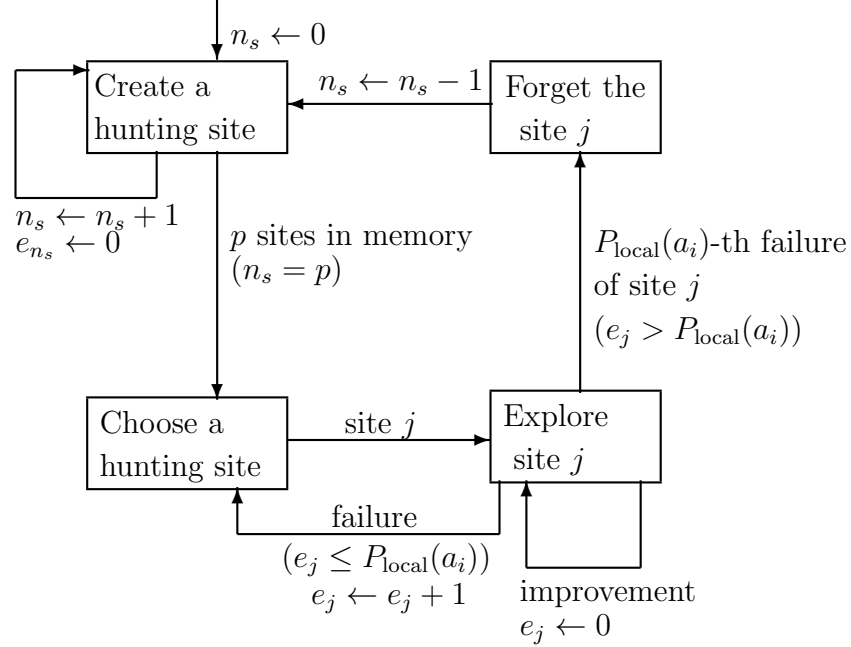 n_s ← 0
Create a
hunting site
n_s ← n_s − 1
Forget the
site j
n_s ← n_s + 1
e_{n_s} ← 0
p sites in memory
(n_s = p)
P_local(a_i)-th failure
of site j
(e_j > P_local(a_i))
Choose a
hunting site
site j
Explore
site j
failure
(e_j ≤ P_local(a_i))
e_j ← e_j + 1
improvement
e_j ← 0